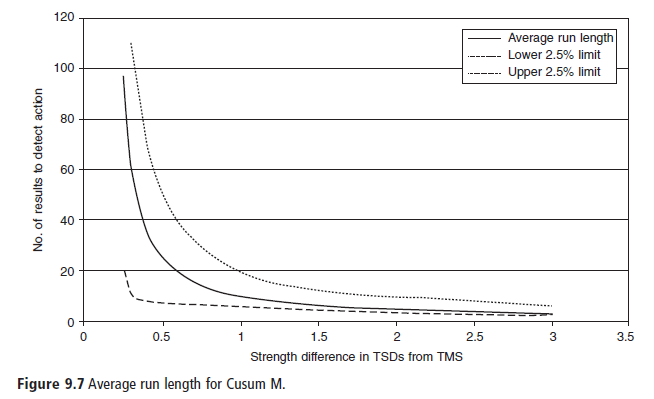 120
100
80
60
40
20
0
No. of results to detect action
Average run length
Lower 2.5% limit
Upper 2.5% limit
0 0.5 1 1.5 2 2.5 3 3.5
Strength difference in TSDs from TMS
Figure 9.7 Average run length for Cusum M.